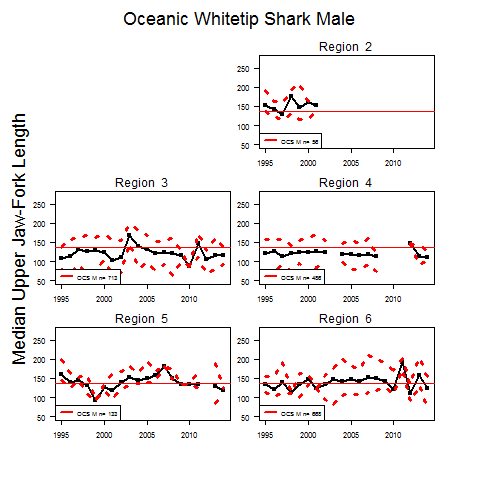 Oceanic Whitetip Shark Male
Median Upper Jaw-Fork Length
Region 2
250
200
150
100
50
OCS M n= 56
1995 2000 2005 2010
Region 3
250
200
150
100
50
OCS M n= 713
1995 2000 2005 2010
Region 4
250
200
150
100
50
OCS M n= 486
1995 2000 2005 2010
Region 5
250
200
150
100
50
OCS M n= 133
1995 2000 2005 2010
Region 6
250
200
150
100
50
OCS M n= 665
1995 2000 2005 2010